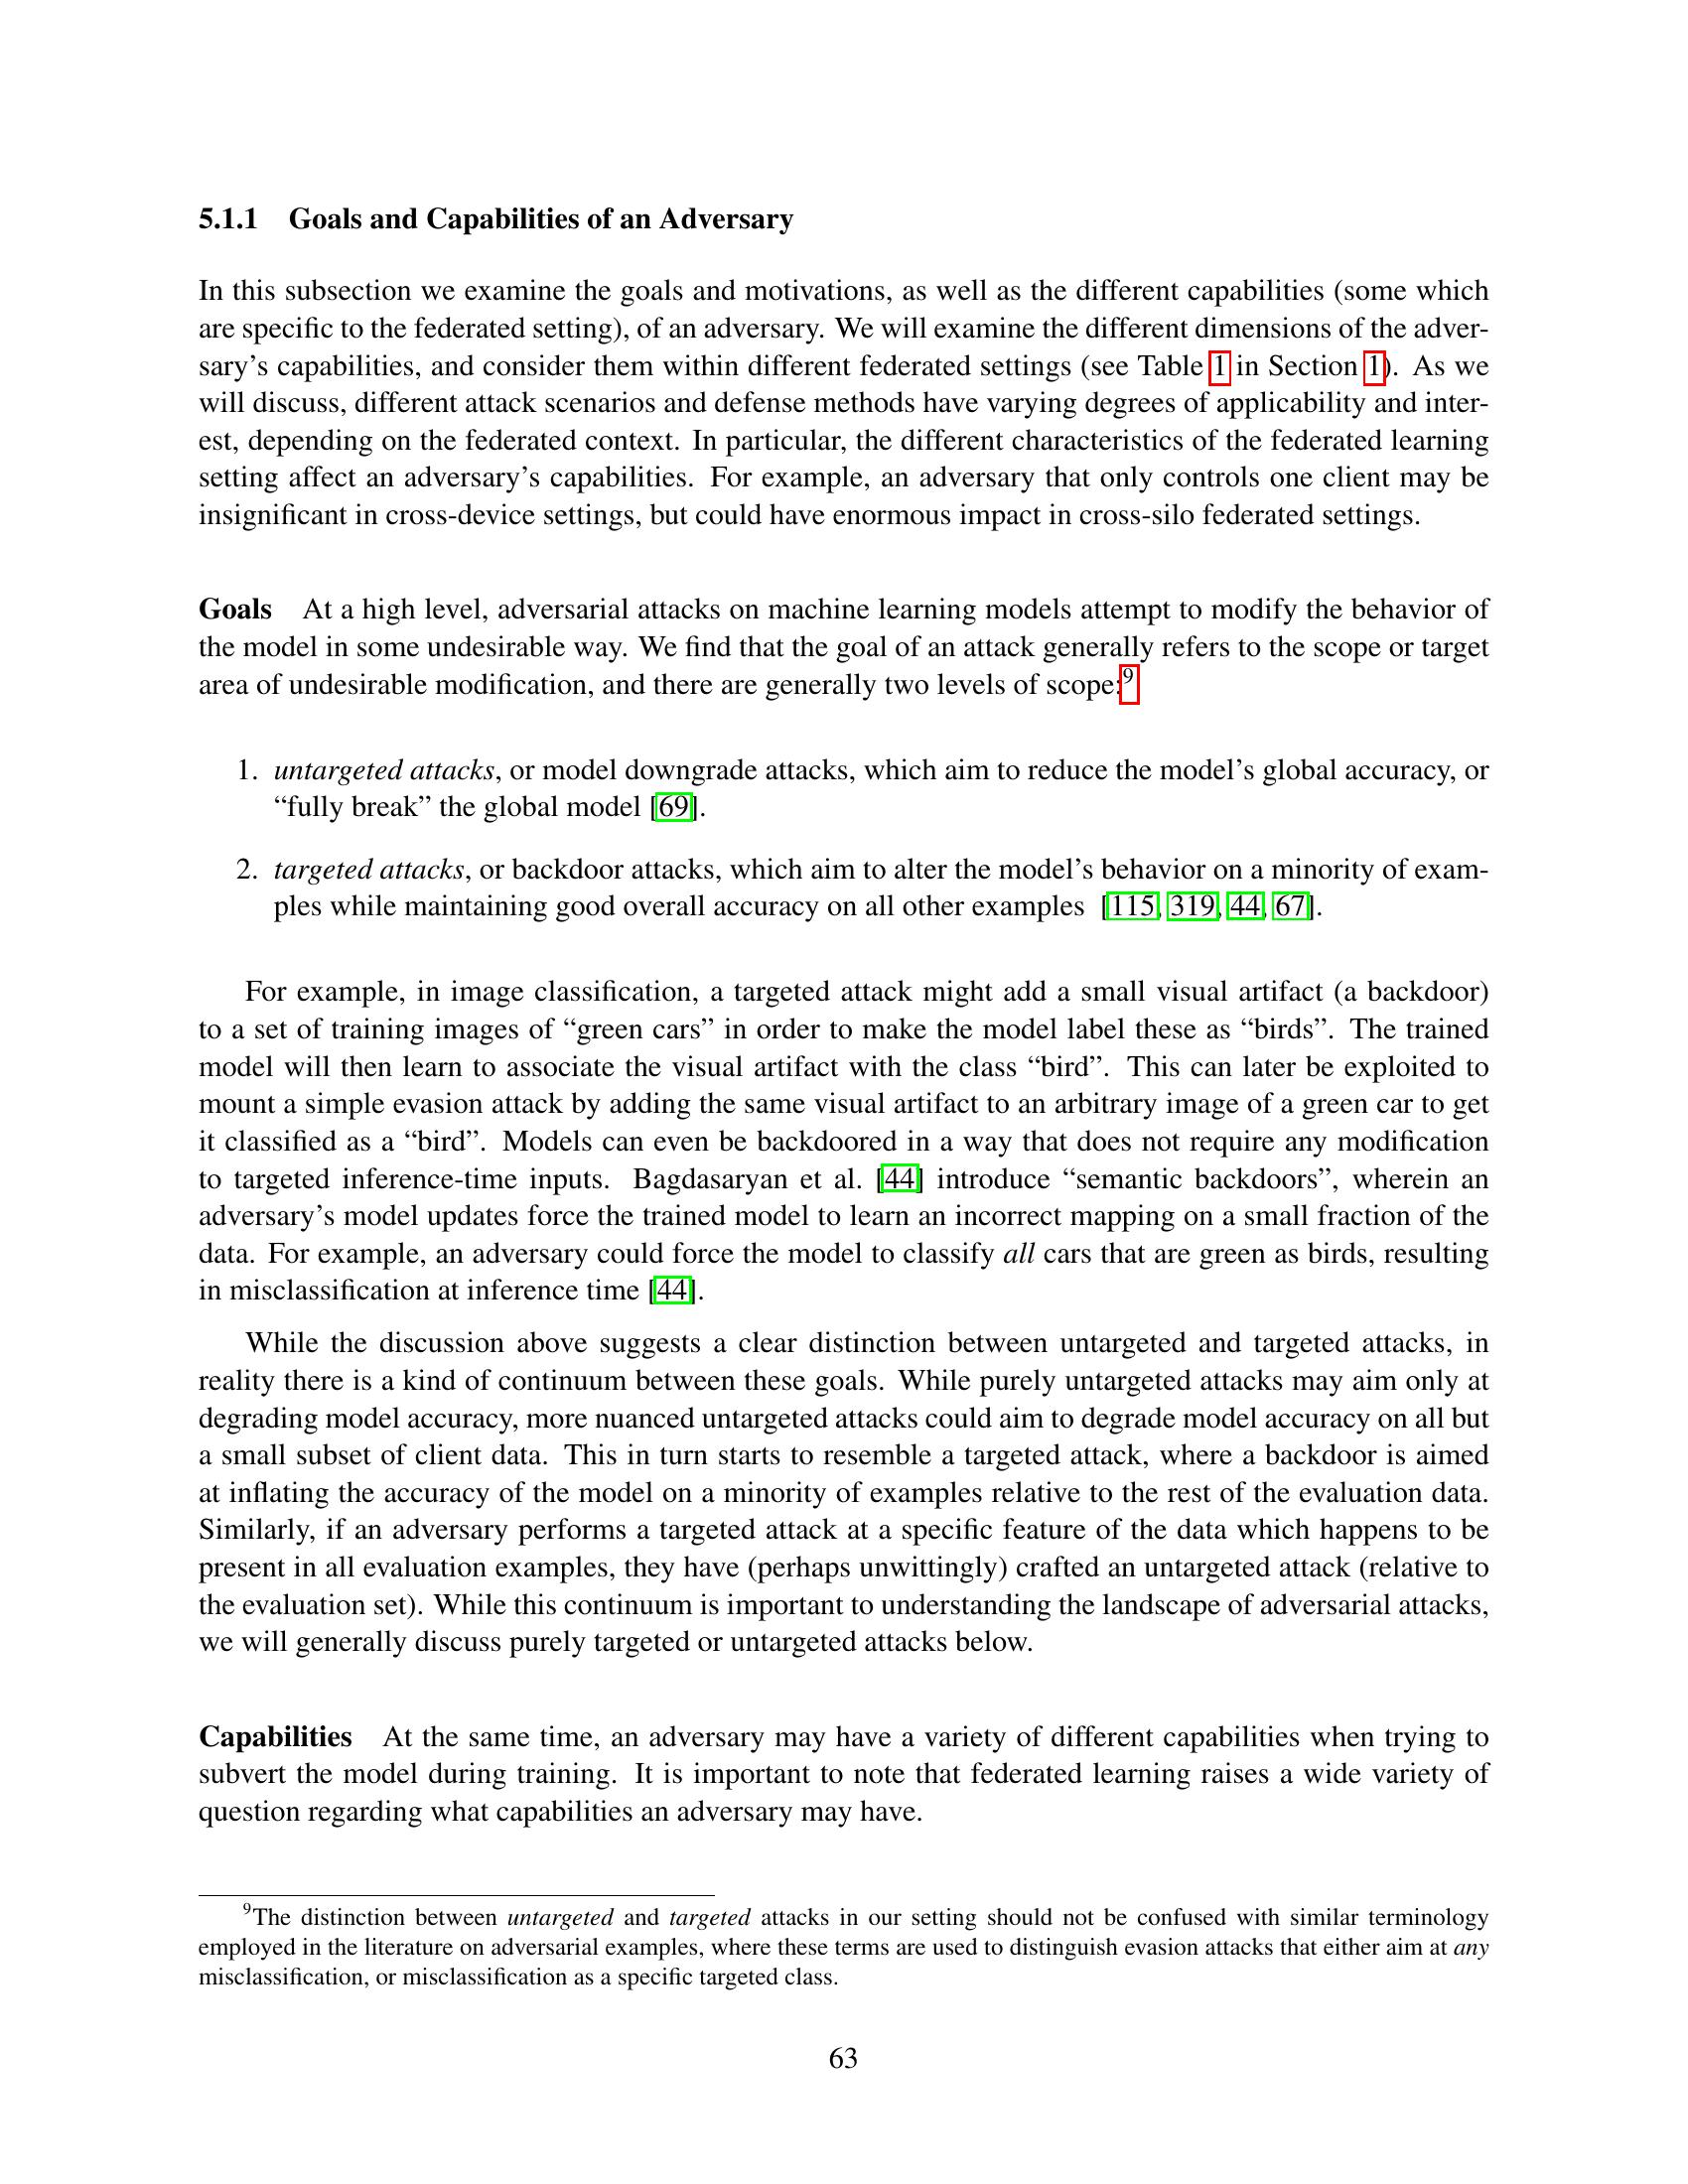 5.1.1 Goals and Capabilities of an Adversary
In this subsection we examine the goals and motivations, as well as the different capabilities (some which
are specific to the federated setting), of an adversary. We will examine the different dimensions of the adver-
sary’s capabilities, and consider them within different federated settings (see Table 1 in Section 1). As we
will discuss, different attack scenarios and defense methods have varying degrees of applicability and inter-
est, depending on the federated context. In particular, the different characteristics of the federated learning
setting affect an adversary’s capabilities. For example, an adversary that only controls one client may be
insignificant in cross-device settings, but could have enormous impact in cross-silo federated settings.
Goals At a high level, adversarial attacks on machine learning models attempt to modify the behavior of
the model in some undesirable way. We find that the goal of an attack generally refers to the scope or target
area of undesirable modification, and there are generally two levels of scope:9
1. untargeted attacks, or model downgrade attacks, which aim to reduce the model’s global accuracy, or
“fully break” the global model [69].
2. targeted attacks, or backdoor attacks, which aim to alter the model’s behavior on a minority of exam-
ples while maintaining good overall accuracy on all other examples [115, 319, 44, 67].
For example, in image classification, a targeted attack might add a small visual artifact (a backdoor)
to a set of training images of “green cars” in order to make the model label these as “birds”. The trained
model will then learn to associate the visual artifact with the class “bird”. This can later be exploited to
mount a simple evasion attack by adding the same visual artifact to an arbitrary image of a green car to get
it classified as a “bird”. Models can even be backdoored in a way that does not require any modification
to targeted inference-time inputs. Bagdasaryan et al. [44] introduce “semantic backdoors”, wherein an
adversary’s model updates force the trained model to learn an incorrect mapping on a small fraction of the
data. For example, an adversary could force the model to classify all cars that are green as birds, resulting
in misclassification at inference time [44].
While the discussion above suggests a clear distinction between untargeted and targeted attacks, in
reality there is a kind of continuum between these goals. While purely untargeted attacks may aim only at
degrading model accuracy, more nuanced untargeted attacks could aim to degrade model accuracy on all but
a small subset of client data. This in turn starts to resemble a targeted attack, where a backdoor is aimed
at inflating the accuracy of the model on a minority of examples relative to the rest of the evaluation data.
Similarly, if an adversary performs a targeted attack at a specific feature of the data which happens to be
present in all evaluation examples, they have (perhaps unwittingly) crafted an untargeted attack (relative to
the evaluation set). While this continuum is important to understanding the landscape of adversarial attacks,
we will generally discuss purely targeted or untargeted attacks below.
Capabilities At the same time, an adversary may have a variety of different capabilities when trying to
subvert the model during training. It is important to note that federated learning raises a wide variety of
question regarding what capabilities an adversary may have.
9The distinction between untargeted and targeted attacks in our setting should not be confused with similar terminology
employed in the literature on adversarial examples, where these terms are used to distinguish evasion attacks that either aim at any
misclassification, or misclassification as a specific targeted class.
63